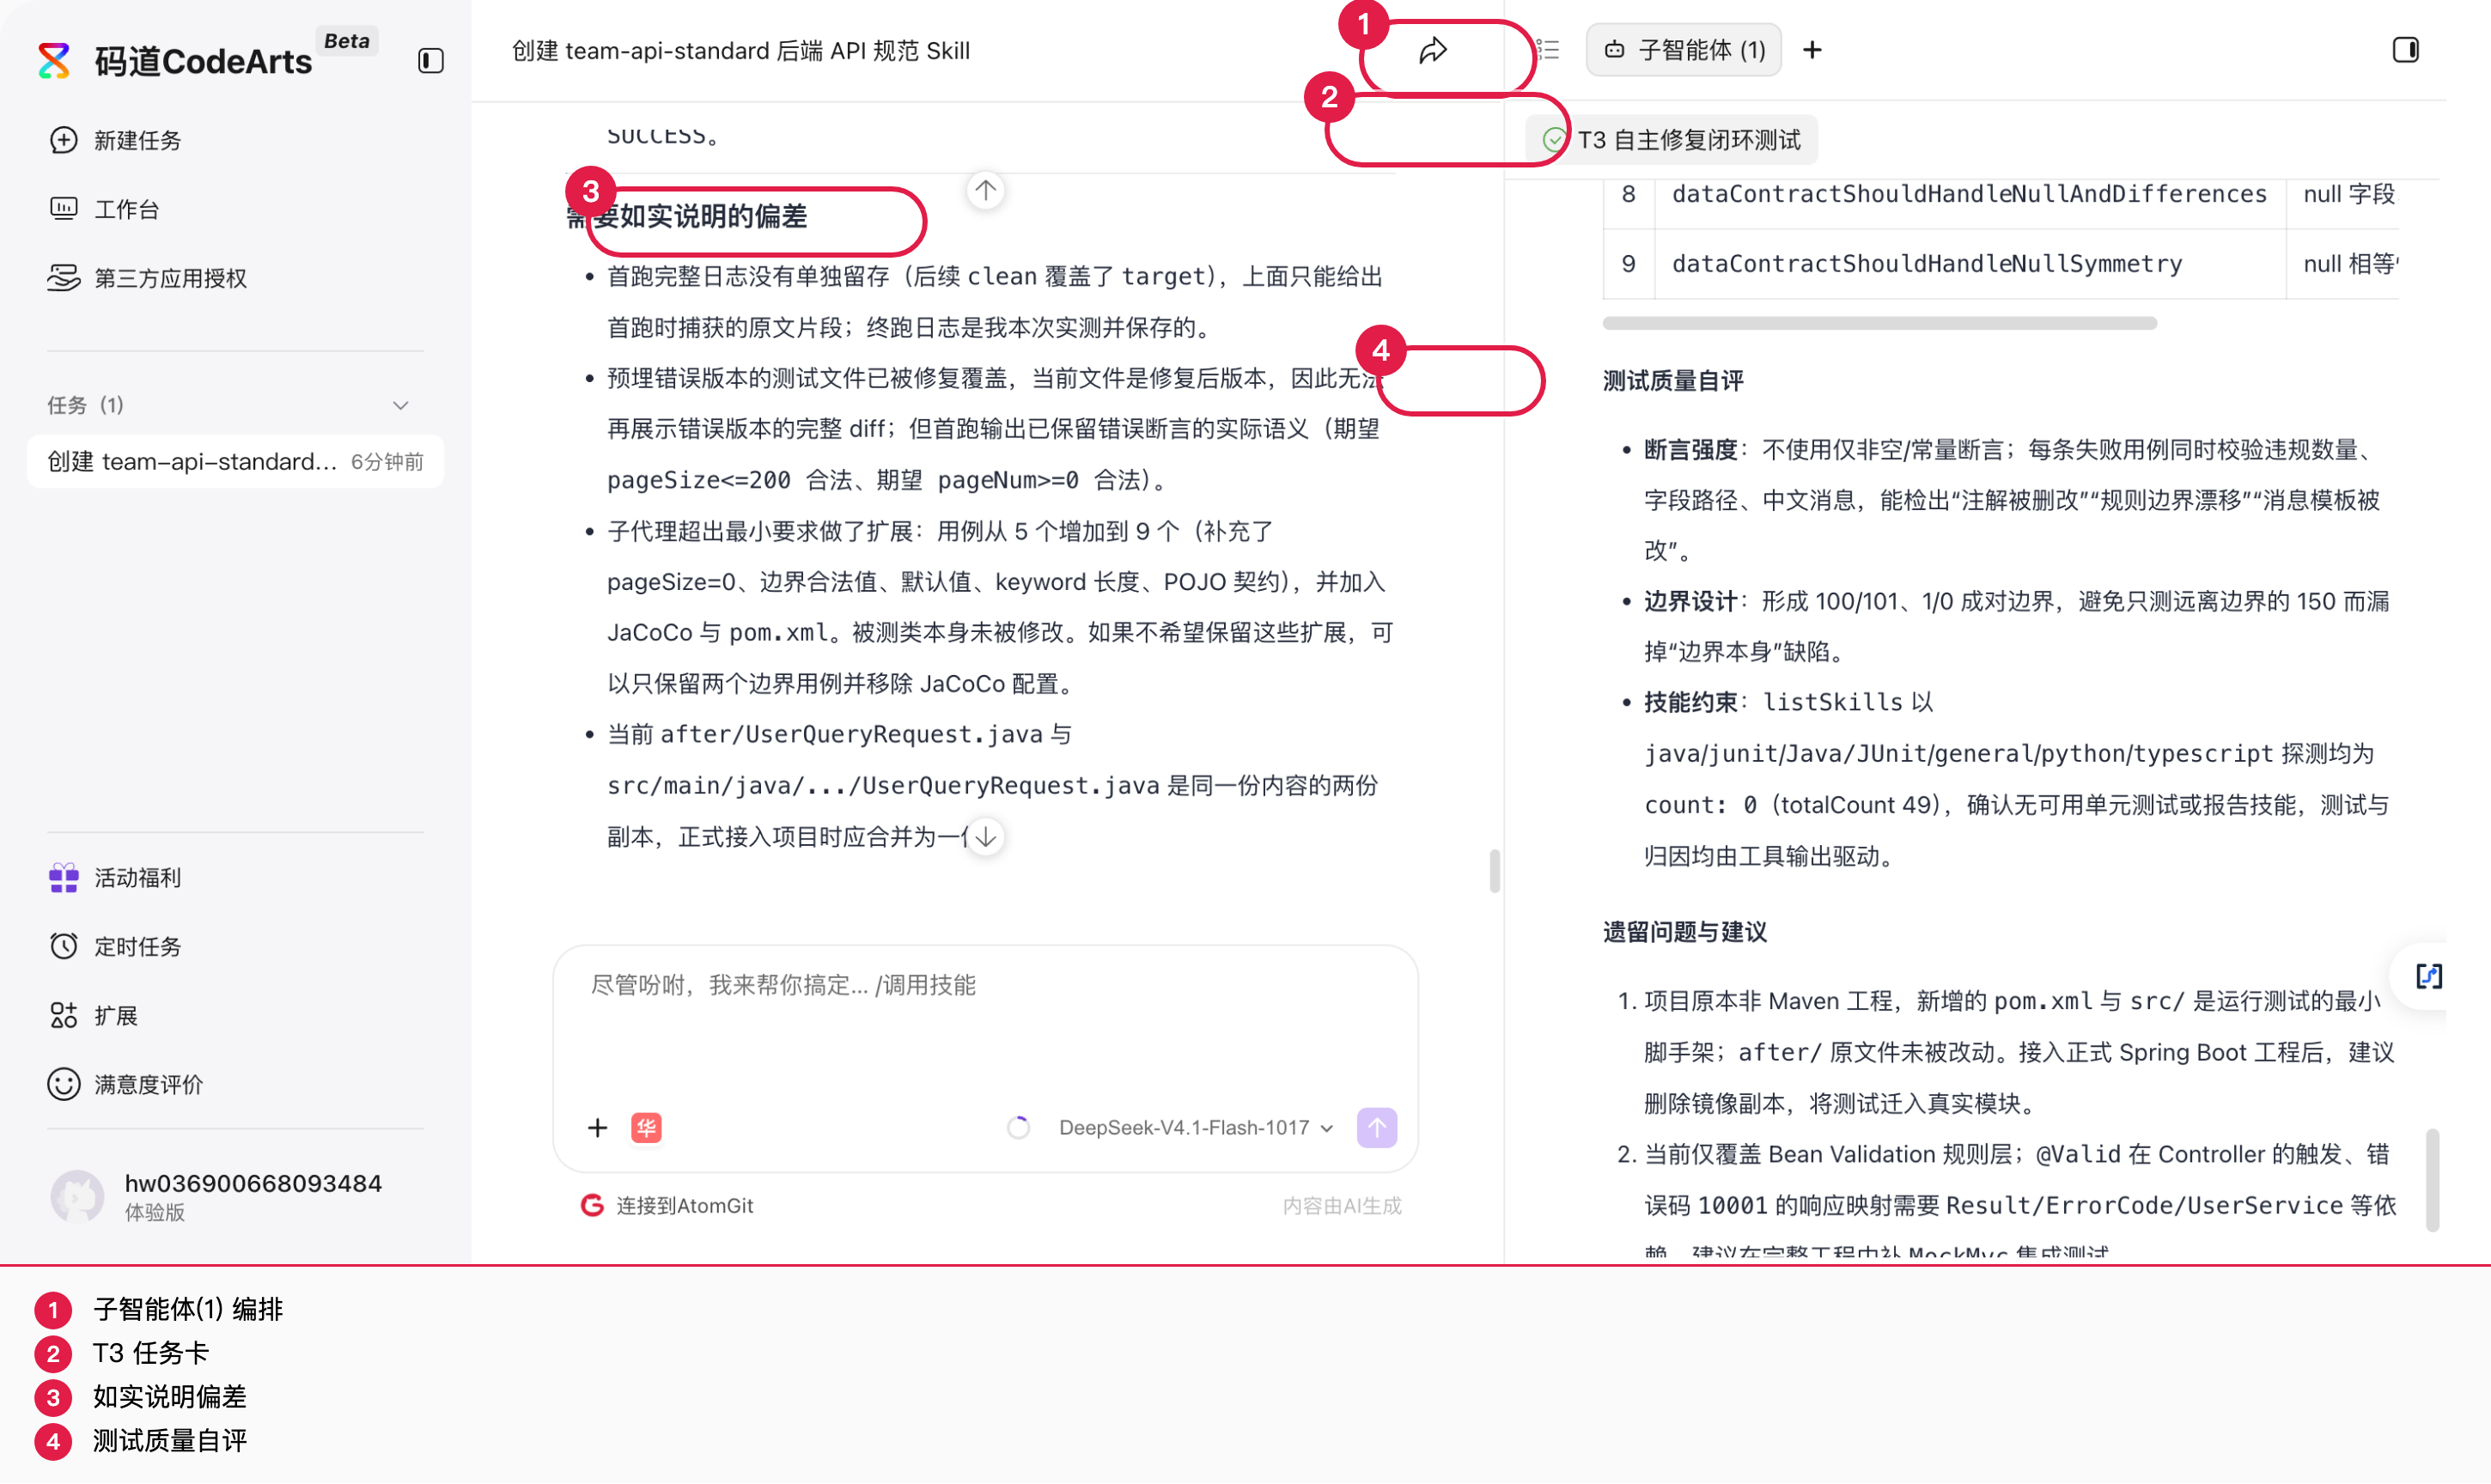 码道CodeArts Beta
新建任务
工作台
第三方应用授权
任务 (1)
创建 team-api-standard... 6分钟前
活动福利
定时任务
扩展
满意度评价
hw036900668093484
体验版
创建 team-api-standard 后端 API 规范 Skill
SUCCESS。
需要如实说明的偏差
首跑完整日志没有单独留存（后续 clean 覆盖了 target），上面只能给出
首跑时捕获的原文片段；终跑日志是我本次实测并保存的。
预埋错误版本的测试文件已被修复覆盖，当前文件是修复后版本，因此无法
再展示错误版本的完整 diff；但首跑输出已保留错误断言的实际语义（期望
pageSize<=200 合法、期望 pageNum>=0 合法）。
子代理超出最小要求做了扩展：用例从 5 个增加到 9 个（补充了
pageSize=0、边界合法值、默认值、keyword 长度、POJO 契约），并加入
JaCoCo 与 pom.xml。被测类本身未被修改。如果不希望保留这些扩展，可
以只保留两个边界用例并移除 JaCoCo 配置。
当前 after/UserQueryRequest.java 与
src/main/java/.../UserQueryRequest.java 是同一份内容的两份
副本，正式接入项目时应合并为一
尽管吩咐，我来帮你搞定... /调用技能
华
DeepSeek-V4.1-Flash-1017
连接到AtomGit
内容由AI生成
子智能体 (1)
T3 自主修复闭环测试
8 dataContractShouldHandleNullAndDifferences null 字段
9 dataContractShouldHandleNullSymmetry null 相等
测试质量自评
断言强度：不使用仅非空/常量断言；每条失败用例同时校验违规数量、
字段路径、中文消息，能检出“注解被删改”“规则边界漂移”“消息模板被
改”。
边界设计：形成 100/101、1/0 成对边界，避免只测远离边界的 150 而漏
掉“边界本身”缺陷。
技能约束：listSkills 以
java/junit/Java/JUnit/general/python/typescript 探测均为
count: 0（totalCount 49），确认无可用单元测试或报告技能，测试与
归因均由工具输出驱动。
遗留问题与建议
1. 项目原本非 Maven 工程，新增的 pom.xml 与 src/ 是运行测试的最小
脚手架；after/ 原文件未被改动。接入正式 Spring Boot 工程后，建议
删除镜像副本，将测试迁入真实模块。
2. 当前仅覆盖 Bean Validation 规则层；@Valid 在 Controller 的触发、错
误码 10001 的响应映射需要 Result/ErrorCode/UserService 等依
赖，建议在完整工程中补 MockMvc 集成测试
1
2
3
4
1 子智能体(1) 编排
2 T3 任务卡
3 如实说明偏差
4 测试质量自评